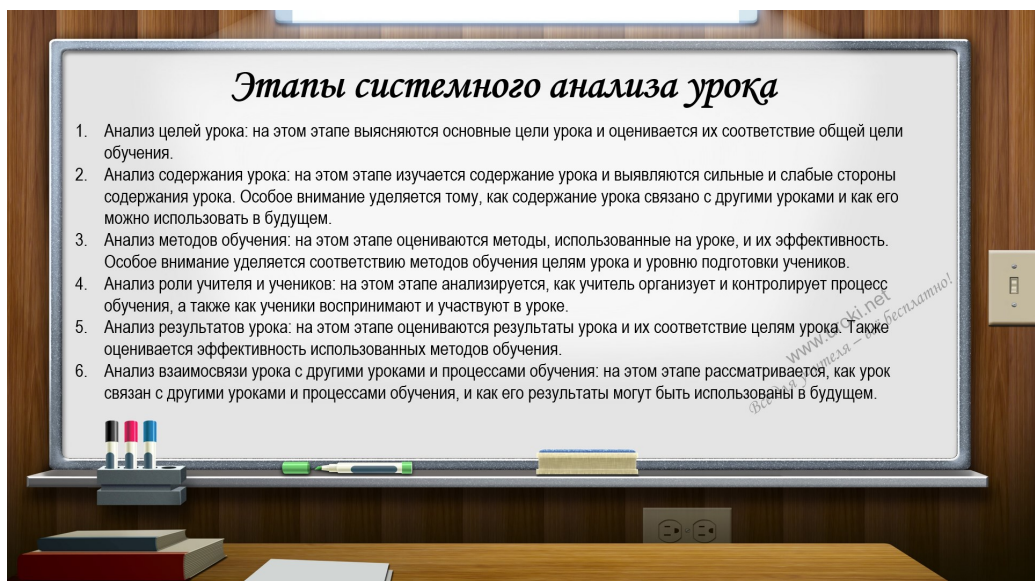 Этапы системного анализа урока
1. Анализ целей урока: на этом этапе выясняются основные цели урока и оценивается их соответствие общей цели
обучения.
2. Анализ содержания урока: на этом этапе изучается содержание урока и выявляются сильные и слабые стороны
содержания урока. Особое внимание уделяется тому, как содержание урока связано с другими уроками и как его
можно использовать в будущем.
3. Анализ методов обучения: на этом этапе оцениваются методы, использованные на уроке, и их эффективность.
Особое внимание уделяется соответствию методов обучения целям урока и уровню подготовки учеников.
4. Анализ роли учителя и учеников: на этом этапе анализируется, как учитель организует и контролирует процесс
обучения, а также как ученики воспринимают и участвуют в уроке.
5. Анализ результатов урока: на этом этапе оцениваются результаты урока и их соответствие целям урока. Также
оценивается эффективность использованных методов обучения.
6. Анализ взаимосвязи урока с другими уроками и процессами обучения: на этом этапе рассматривается, как урок
связан с другими уроками и процессами обучения, и как его результаты могут быть использованы в будущем.
www.uroki.net
Все для учителя – все бесплатно!